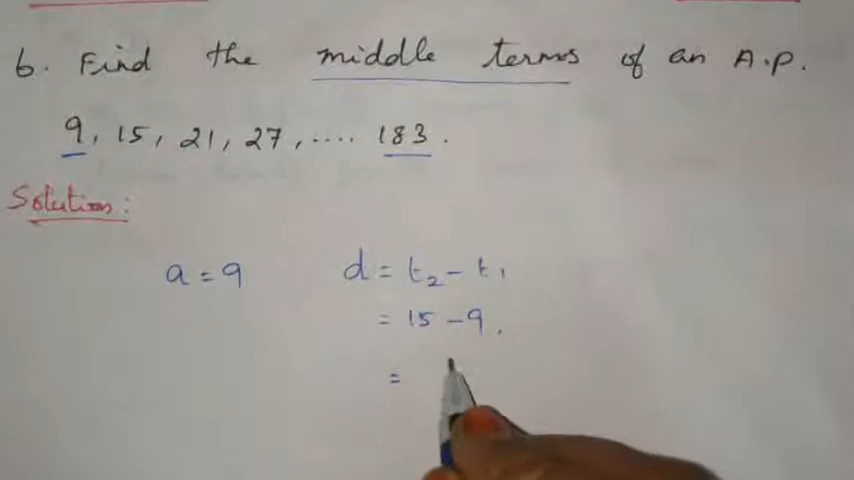 6. Find the middle terms of an A.P.
9, 15, 21, 27, .... 183.
Solution:
a = 9 d = t₂ - t₁
= 15 - 9.
=